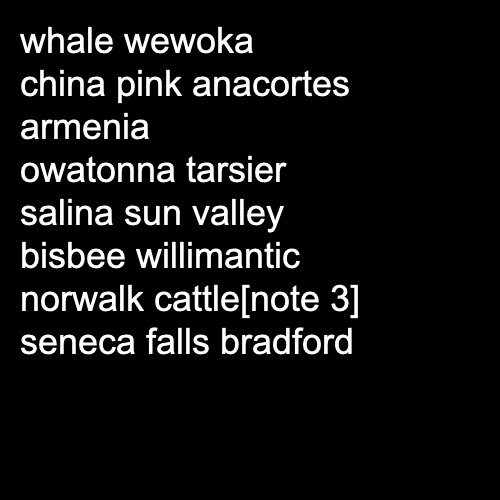 whale wewoka
china pink anacortes
armenia
owatonna tarsier
salina sun valley
bisbee willimantic
norwalk cattle[note 3]
seneca falls bradford